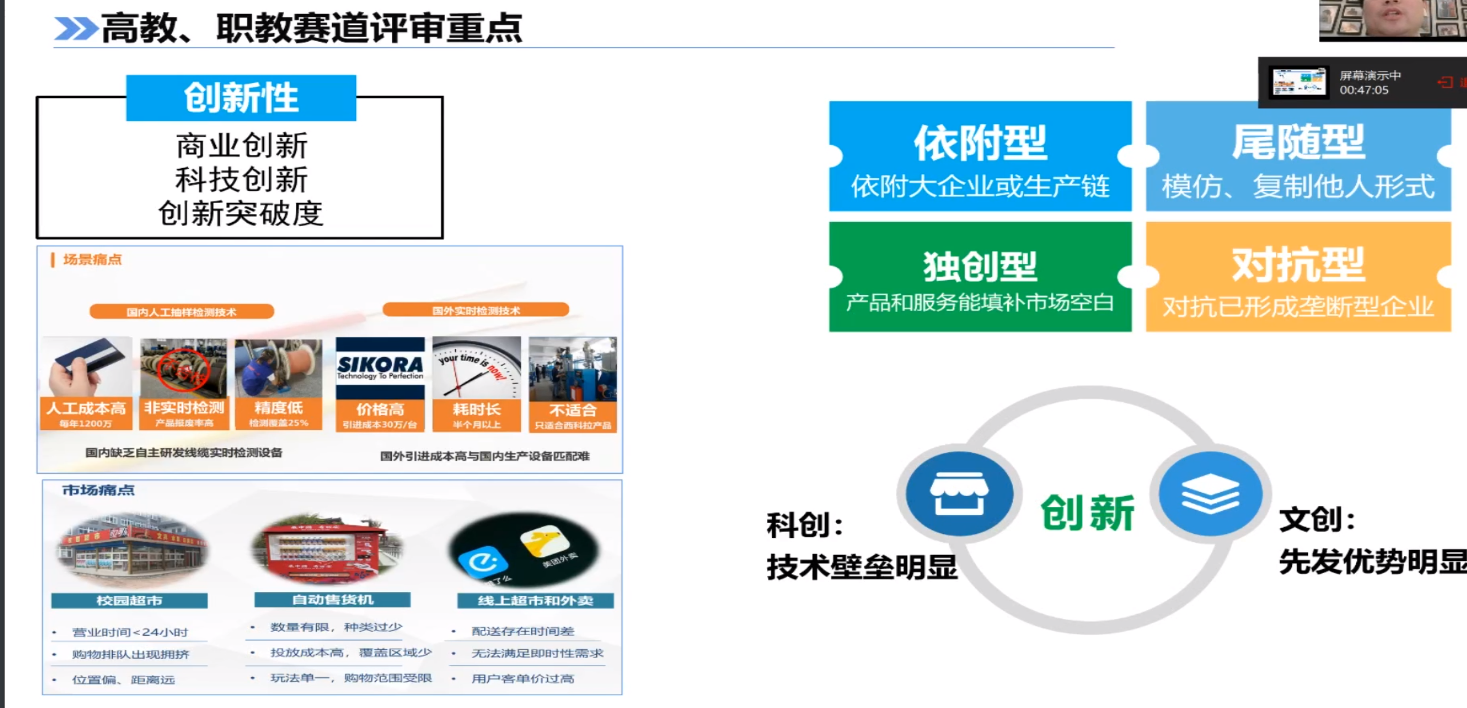 高教、职教赛道评审重点
创新性
商业创新
科技创新
创新突破度
场景痛点
国内人工抽样检测技术
国外实时检测技术
SIKORA
Technology To Perfection
your time is now!
人工成本高
每年1200万
非实时检测
产品报废率高
精度低
检测覆盖25%
价格高
引进成本30万/台
耗时长
半个月以上
不适合
只适合西科拉产品
国内缺乏自主研发线缆实时检测设备
国外引进成本高与国内生产设备匹配难
市场痛点
美团外卖
校园超市
• 营业时间<24小时
• 购物排队出现拥挤
• 位置偏、距离远
自动售货机
• 数量有限，种类过少
• 投放成本高，覆盖区域少
• 玩法单一，购物范围受限
线上超市和外卖
• 配送存在时间差
• 无法满足即时性需求
• 用户客单价过高
屏幕演示中
00:47:05
依附型
依附大企业或生产链
尾随型
模仿、复制他人形式
独创型
产品和服务能填补市场空白
对抗型
对抗已形成垄断型企业
创新
科创：
技术壁垒明显
文创：
先发优势明显